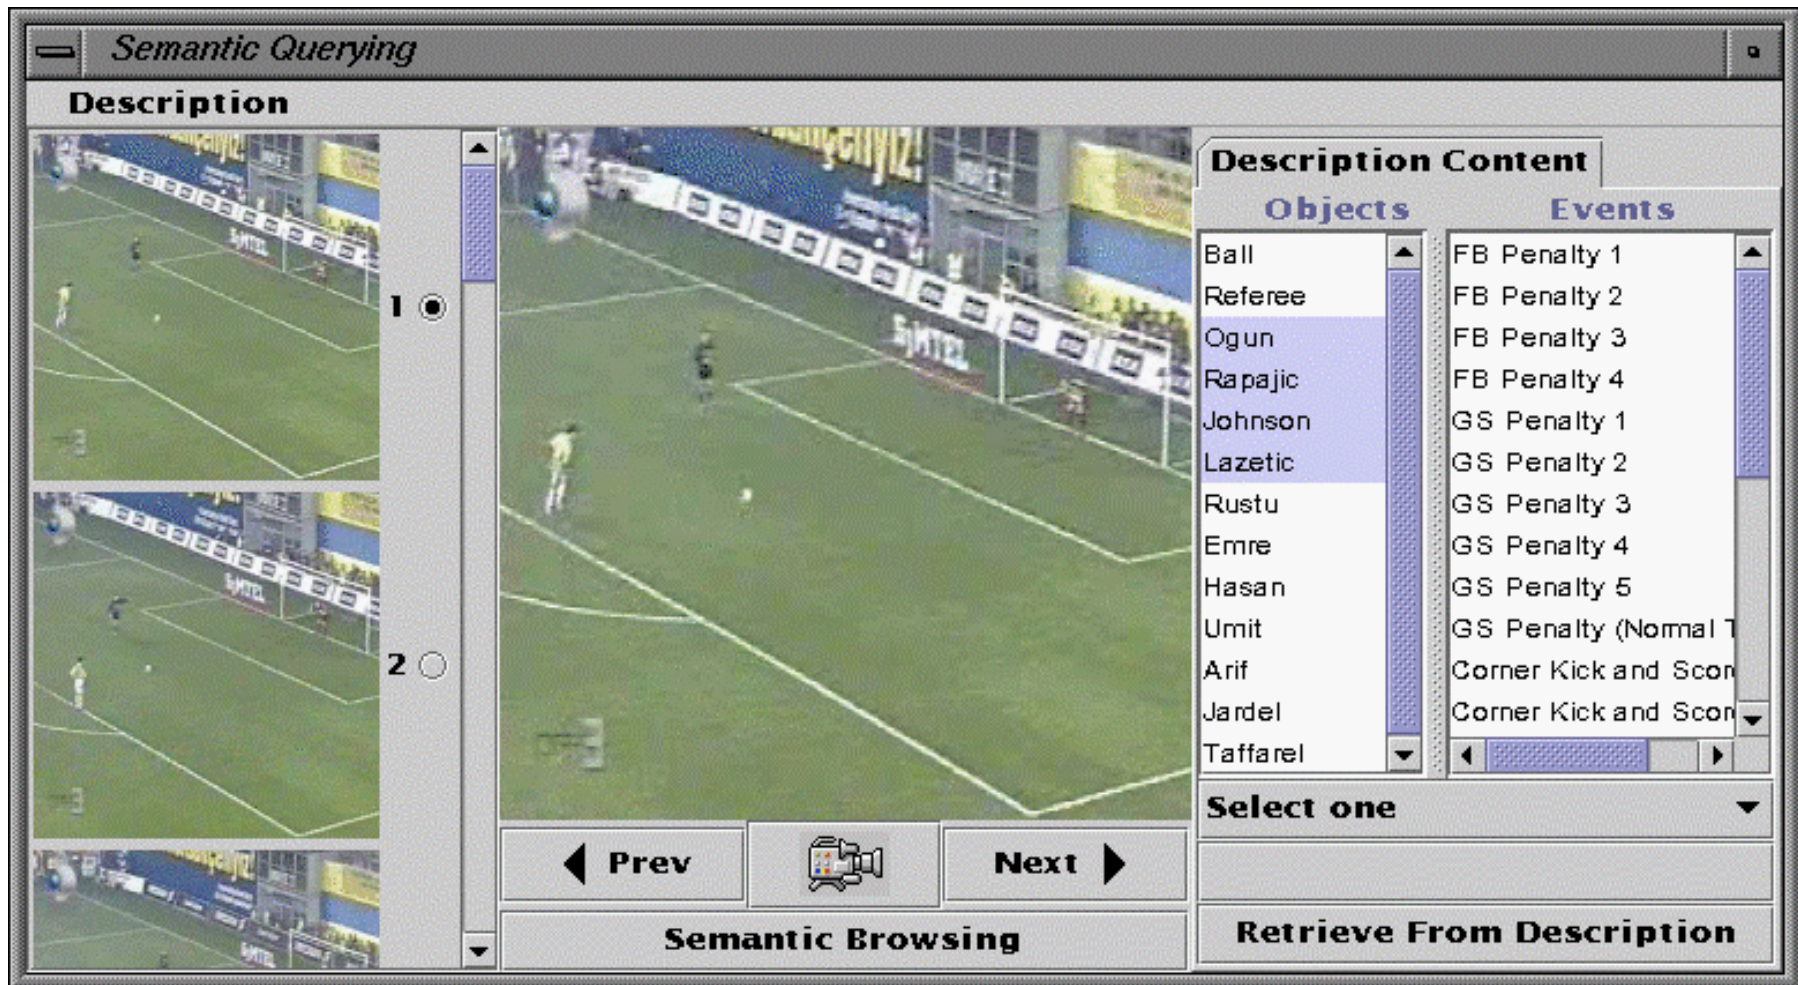 Semantic Querying
Description
1
2
SIMTEL
Prev
Next
Semantic Browsing
Description Content
Objects
Events
Ball
Referee
Ogun
Rapajic
Johnson
Lazetic
Rustu
Emre
Hasan
Umit
Arif
Jardel
Taffarel
FB Penalty 1
FB Penalty 2
FB Penalty 3
FB Penalty 4
GS Penalty 1
GS Penalty 2
GS Penalty 3
GS Penalty 4
GS Penalty 5
GS Penalty (Normal
Corner Kick and Scor
Corner Kick and Scor
Select one
Retrieve From Description